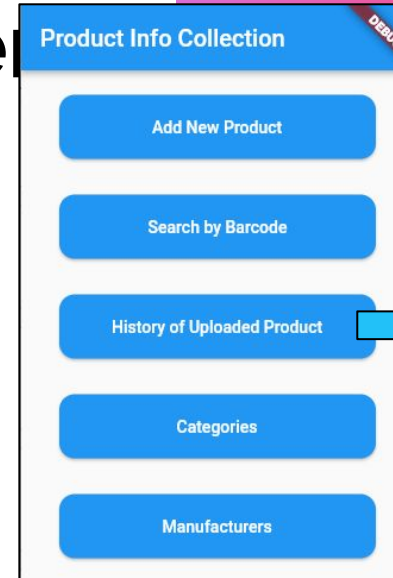 Product Info Collection
Add New Product
Search by Barcode
History of Uploaded Product
Categories
Manufacturers